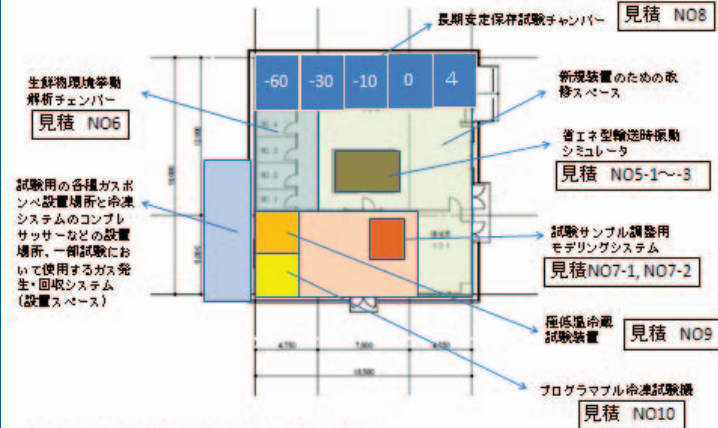 長期安定保存試験チャンバー
見積 NO8
-60
-30
-10
0
4
生鮮物環境挙動
解析チェンバー
見積 NO6
新規装置のための改
修スペース
省エネ型輸送時振動
シミュレータ
見積 NO5-1～-3
試験用の各種ガスボ
ンベ設置場所と冷凍
システムのコンプレ
サッサーなどの設置
場所、一部試験にお
いて使用するガス発
生・回収システム
（設置スペース）
試験サンプル調整用
モデリングシステム
見積NO7-1, NO7-2
極低温冷蔵
試験装置
見積 NO9
4,750
7,000
プログラマブル冷凍試験機
見積 NO10